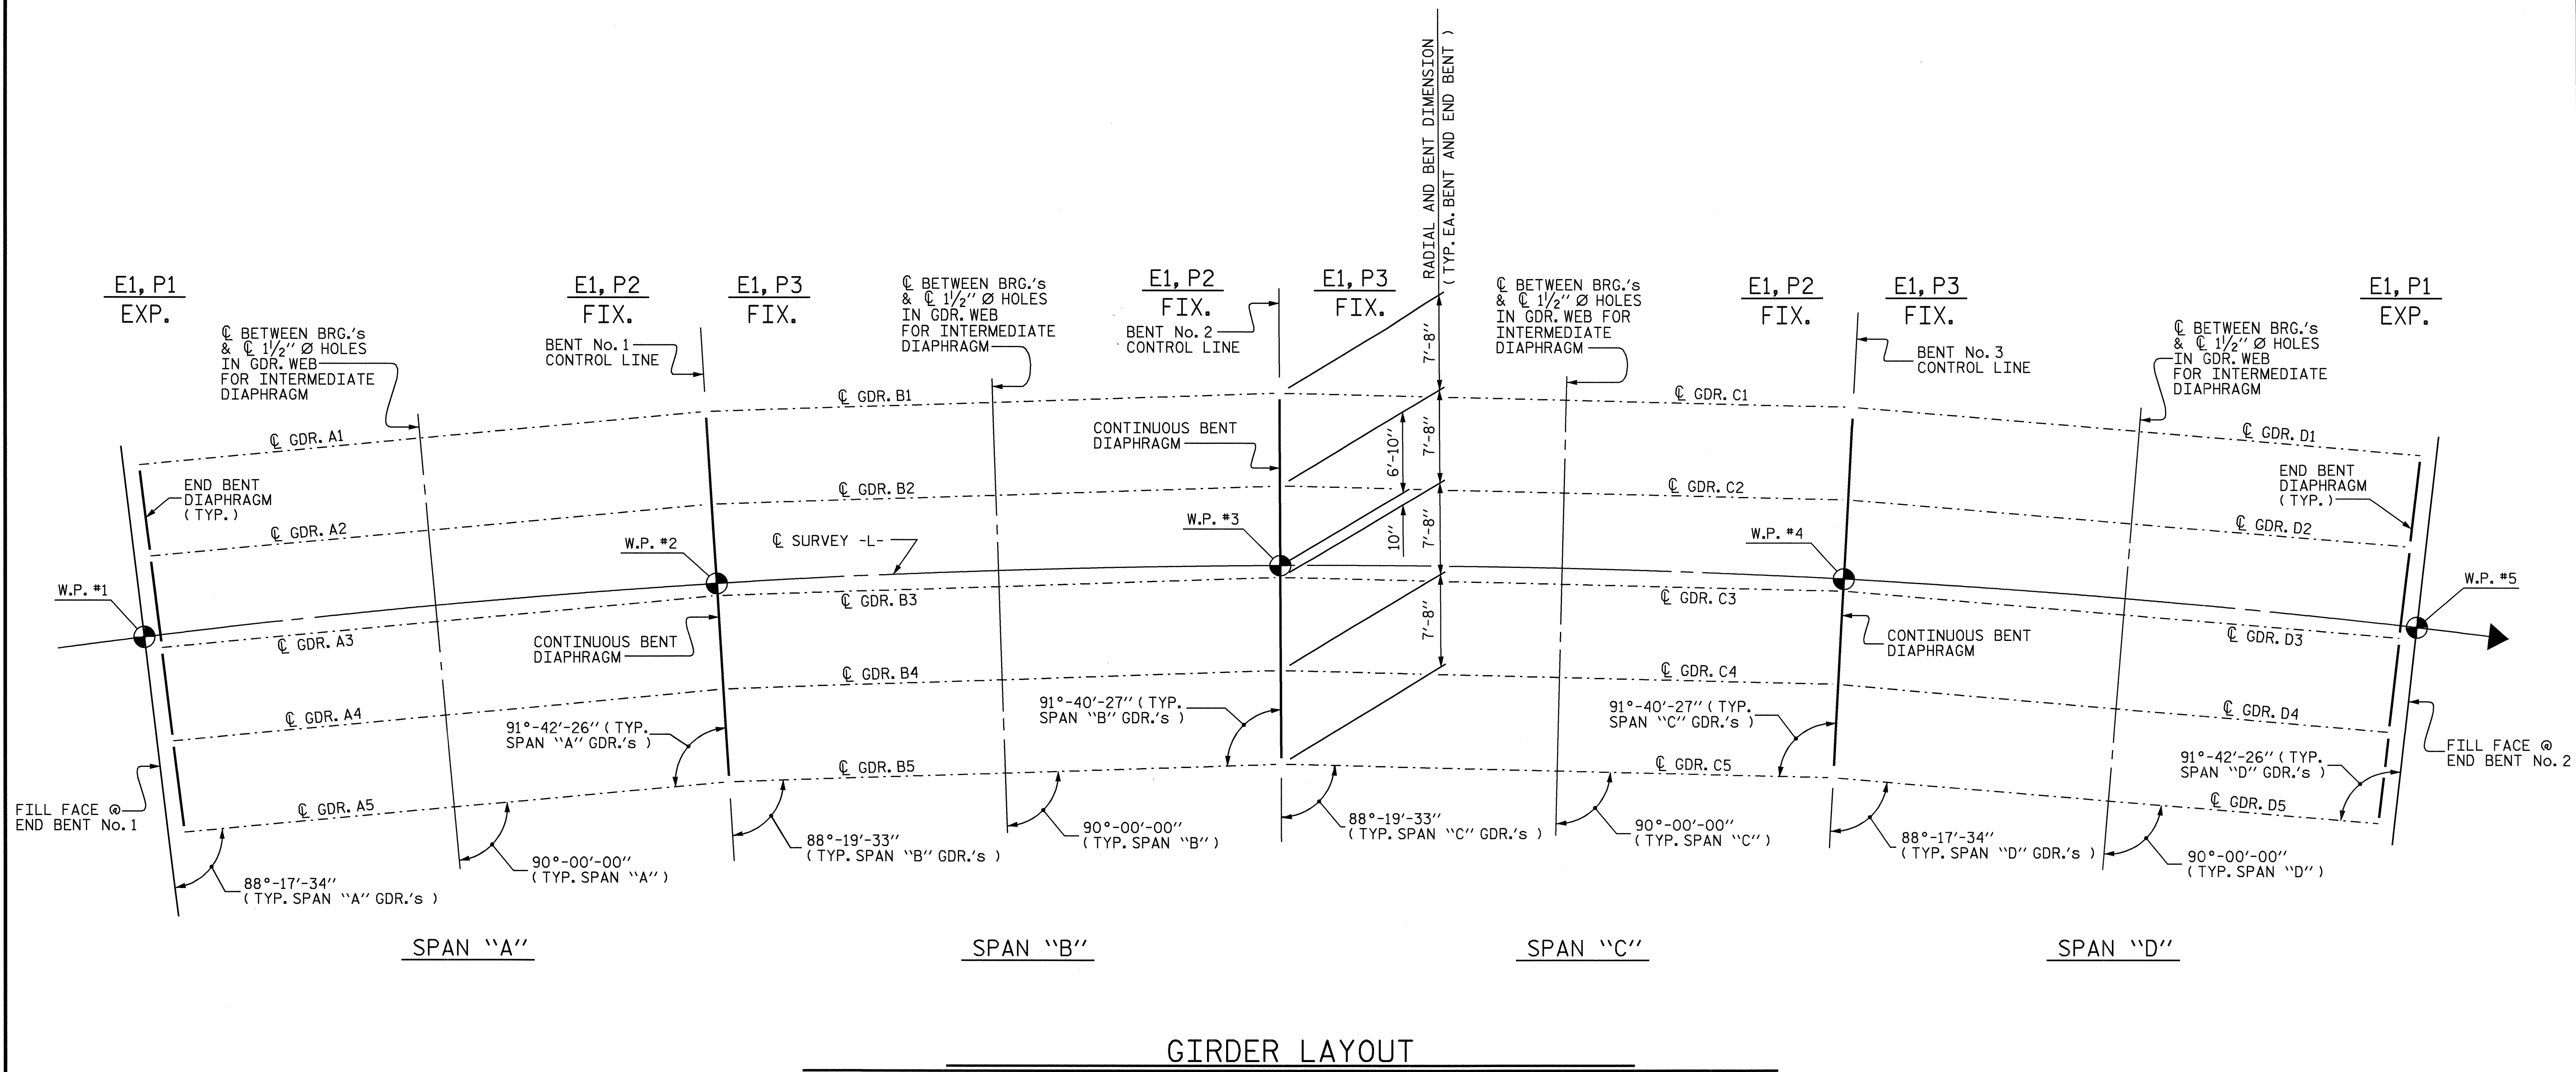 RADIAL AND BENT DIMENSION
( TYP. EA. BENT AND END BENT )
E1, P1
EXP.
E1, P2
FIX.
E1, P3
FIX.
E1, P2
FIX.
E1, P3
FIX.
E1, P2
FIX.
E1, P3
FIX.
E1, P1
EXP.
℄ BETWEEN BRG.'s
& ℄ 1½" Ø HOLES
IN GDR. WEB
FOR INTERMEDIATE
DIAPHRAGM
BENT No. 1
CONTROL LINE
℄ BETWEEN BRG.'s
& ℄ 1½" Ø HOLES
IN GDR. WEB
FOR INTERMEDIATE
DIAPHRAGM
BENT No. 2
CONTROL LINE
℄ BETWEEN BRG.'s
& ℄ 1½" Ø HOLES
IN GDR. WEB FOR
INTERMEDIATE
DIAPHRAGM
BENT No. 3
CONTROL LINE
℄ BETWEEN BRG.'s
& ℄ 1½" Ø HOLES
IN GDR. WEB
FOR INTERMEDIATE
DIAPHRAGM
7'-8"
7'-8"
7'-8"
7'-8"
6'-10"
10"
℄ GDR. A1
℄ GDR. B1
℄ GDR. C1
℄ GDR. D1
END BENT
DIAPHRAGM
( TYP. )
CONTINUOUS BENT
DIAPHRAGM
END BENT
DIAPHRAGM
( TYP. )
℄ GDR. A2
℄ GDR. B2
℄ GDR. C2
℄ GDR. D2
W.P. #1
W.P. #2
℄ SURVEY -L-
W.P. #3
W.P. #4
W.P. #5
℄ GDR. A3
℄ GDR. B3
℄ GDR. C3
℄ GDR. D3
CONTINUOUS BENT
DIAPHRAGM
CONTINUOUS BENT
DIAPHRAGM
℄ GDR. A4
℄ GDR. B4
℄ GDR. C4
℄ GDR. D4
91°-42'-26" ( TYP.
SPAN "A" GDR.'s )
91°-40'-27" ( TYP.
SPAN "B" GDR.'s )
91°-40'-27" ( TYP.
SPAN "C" GDR.'s )
91°-42'-26" ( TYP.
SPAN "D" GDR.'s )
FILL FACE @
END BENT No. 1
FILL FACE @
END BENT No. 2
℄ GDR. A5
℄ GDR. B5
℄ GDR. C5
℄ GDR. D5
88°-17'-34"
( TYP. SPAN "A" GDR.'s )
90°-00'-00"
( TYP. SPAN "A" )
88°-19'-33"
( TYP. SPAN "B" GDR.'s )
90°-00'-00"
( TYP. SPAN "B" )
88°-19'-33"
( TYP. SPAN "C" GDR.'s )
90°-00'-00"
( TYP. SPAN "C" )
88°-17'-34"
( TYP. SPAN "D" GDR.'s )
90°-00'-00"
( TYP. SPAN "D" )
SPAN "A"
SPAN "B"
SPAN "C"
SPAN "D"
GIRDER LAYOUT